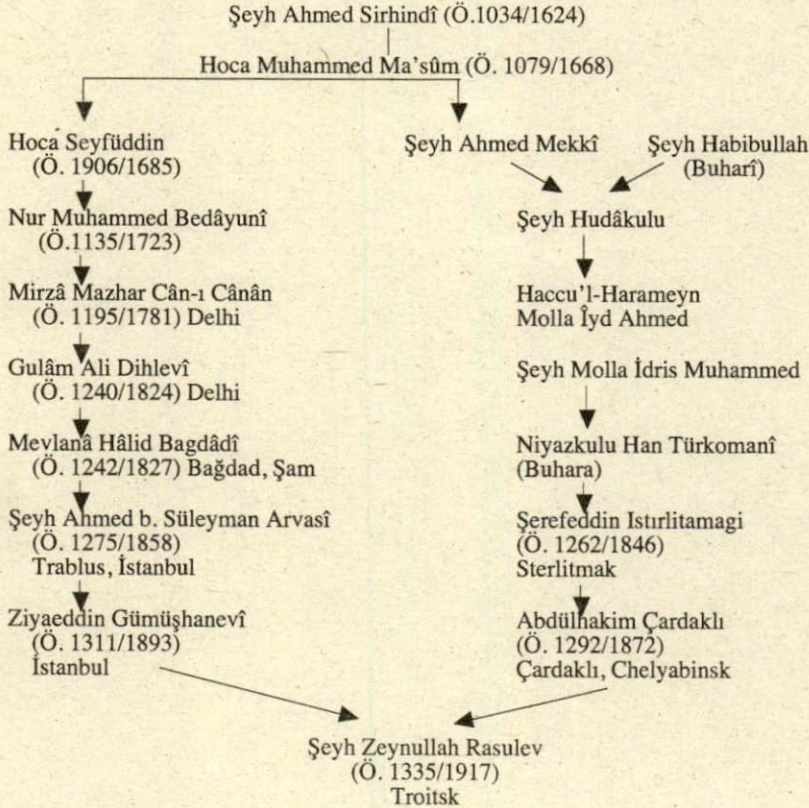 Şeyh Ahmed Sirhindî (Ö.1034/1624)
Hoca Muhammed Ma'sûm (Ö. 1079/1668)
Hoca Seyfüddin
(Ö. 1906/1685)
Nur Muhammed Bedâyunî
(Ö.1135/1723)
Mirzâ Mazhar Cân-ı Cânân
(Ö. 1195/1781) Delhi
Gulâm Ali Dihlevî
(Ö. 1240/1824) Delhi
Mevlanâ Hâlid Bagdâdî
(Ö. 1242/1827) Bağdad, Şam
Şeyh Ahmed b. Süleyman Arvasî
(Ö. 1275/1858)
Trablus, İstanbul
Ziyaeddin Gümüşhanevî
(Ö. 1311/1893)
İstanbul
Şeyh Ahmed Mekkî
Şeyh Habibullah
(Buharî)
Şeyh Hudâkulu
Haccu'l-Harameyn
Molla Îyd Ahmed
Şeyh Molla İdris Muhammed
Niyazkulu Han Türkomanî
(Buhara)
Şerefeddin Istırlitamagi
(Ö. 1262/1846)
Sterlitmak
Abdülhakim Çardaklı
(Ö. 1292/1872)
Çardaklı, Chelyabinsk
Şeyh Zeynullah Rasulev
(Ö. 1335/1917)
Troitsk